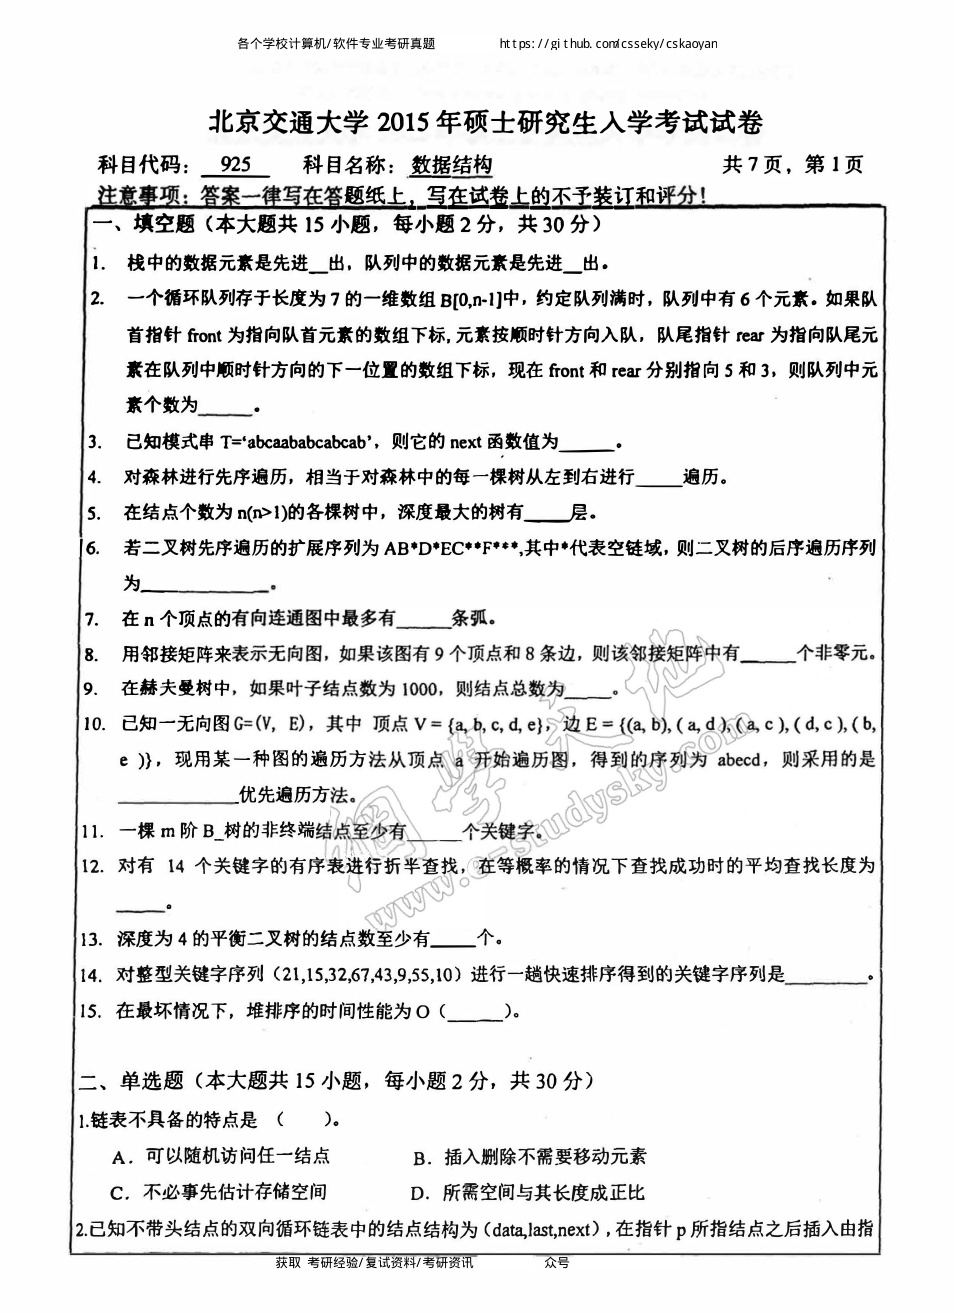 各个学校计算机/软件专业考研真题 https://github.com/csseky/cskaoyan
北京交通大学 2015 年硕士研究生入学考试试卷
科目代码： 925 科目名称： 数据结构 共 7 页，第 1 页
注意事项：答案一律写在答题纸上，写在试卷上的不予装订和评分！
一、填空题（本大题共 15 小题，每小题 2 分，共 30 分）
1. 栈中的数据元素是先进__出，队列中的数据元素是先进__出。
2. 一个循环队列存于长度为 7 的一维数组 B[0,n-1]中，约定队列满时，队列中有 6 个元素。如果队
首指针 front 为指向队首元素的数组下标,元素按顺时针方向入队，队尾指针 rear 为指向队尾元
素在队列中顺时针方向的下一位置的数组下标，现在 front 和 rear 分别指向 5 和 3，则队列中元
素个数为_____。
3. 已知模式串 T=‘abcaababcabcab’，则它的 next 函数值为_____。
4. 对森林进行先序遍历，相当于对森林中的每一棵树从左到右进行____遍历。
5. 在结点个数为 n(n>1)的各棵树中，深度最大的树有____层。
6. 若二叉树先序遍历的扩展序列为 AB*D*EC**F***,其中*代表空链域，则二叉树的后序遍历序列
为____________。
7. 在 n 个顶点的有向连通图中最多有_____条弧。
8. 用邻接矩阵来表示无向图，如果该图有 9 个顶点和 8 条边，则该邻接矩阵中有_____个非零元。
9. 在赫夫曼树中，如果叶子结点数为 1000，则结点总数为____。
10. 已知一无向图 G=(V, E)，其中 顶点 V = {a, b, c, d, e}，边 E = {(a, b), ( a, d ), ( a, c ), ( d, c ), ( b,
e )}，现用某一种图的遍历方法从顶点 a 开始遍历图，得到的序列为 abecd，则采用的是
___________优先遍历方法。
11. 一棵 m 阶 B_树的非终端结点至少有_____个关键字。
12. 对有 14 个关键字的有序表进行折半查找，在等概率的情况下查找成功时的平均查找长度为
____。
13. 深度为 4 的平衡二叉树的结点数至少有____个。
14. 对整型关键字序列（21,15,32,67,43,9,55,10）进行一趟快速排序得到的关键字序列是_______。
15. 在最坏情况下，堆排序的时间性能为 O（_____）。
網學天地
www.e-studysky.com
二、单选题（本大题共 15 小题，每小题 2 分，共 30 分）
1.链表不具备的特点是 （ ）。
A．可以随机访问任一结点 B．插入删除不需要移动元素
C．不必事先估计存储空间 D．所需空间与其长度成正比
2.已知不带头结点的双向循环链表中的结点结构为（data,last,next），在指针 p 所指结点之后插入由指
获取 考研经验/复试资料/考研资讯 众号